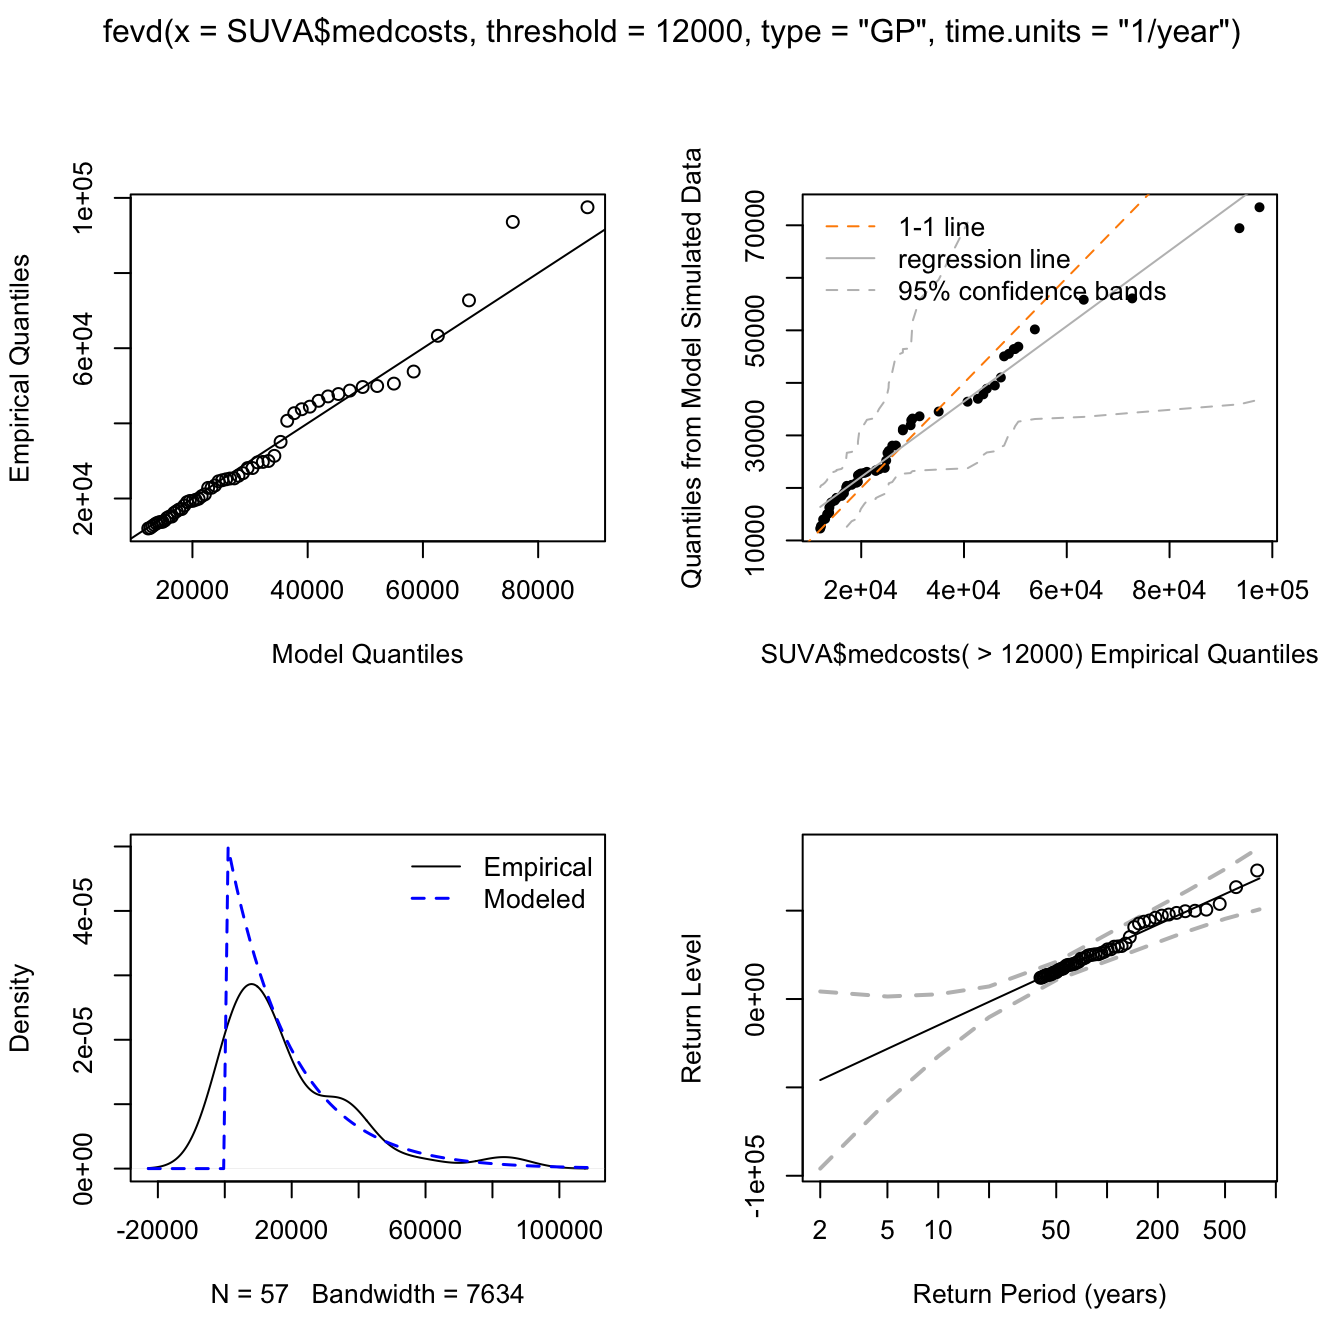 fevd(x = SUVA$medcosts, threshold = 12000, type = "GP", time.units = "1/year")
Empirical Quantiles
2e+04
6e+04
1e+05
20000 40000 60000 80000
Model Quantiles
Quantiles from Model Simulated Data
10000
30000
50000
70000
1-1 line
regression line
95% confidence bands
2e+04 4e+04 6e+04 8e+04 1e+05
SUVA$medcosts( > 12000) Empirical Quantiles
Density
0e+00
2e-05
4e-05
Empirical
Modeled
-20000 20000 60000 100000
N = 57 Bandwidth = 7634
Return Level
-1e+05
0e+00
2 5 10 50 200 500
Return Period (years)